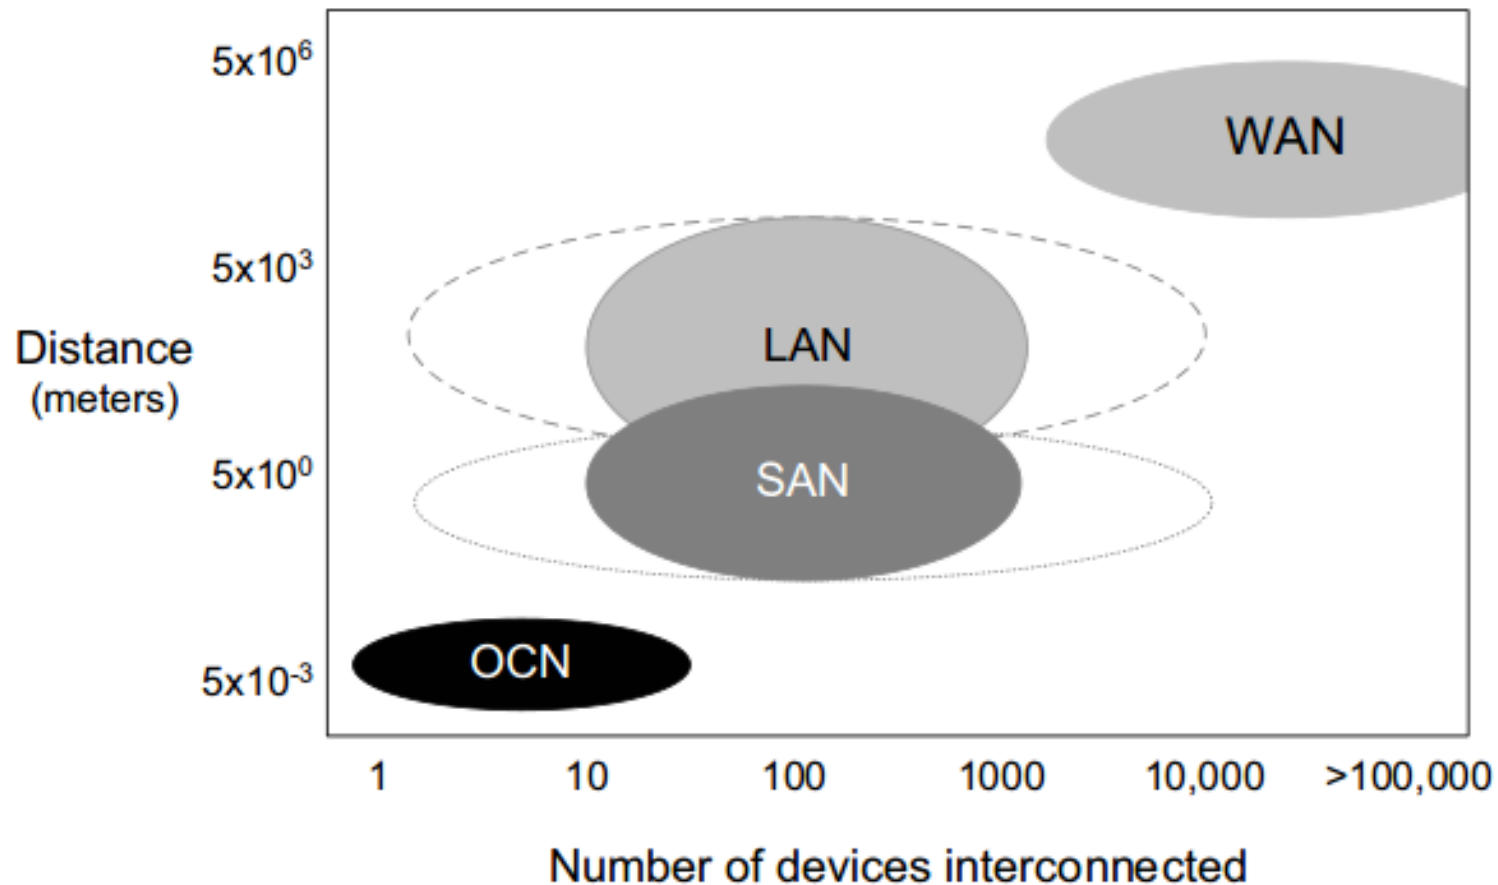 5x10⁶
WAN
5x10³
Distance
(meters)
LAN
5x10⁰
SAN
5x10⁻³
OCN
1 10 100 1000 10,000 >100,000
Number of devices interconnected